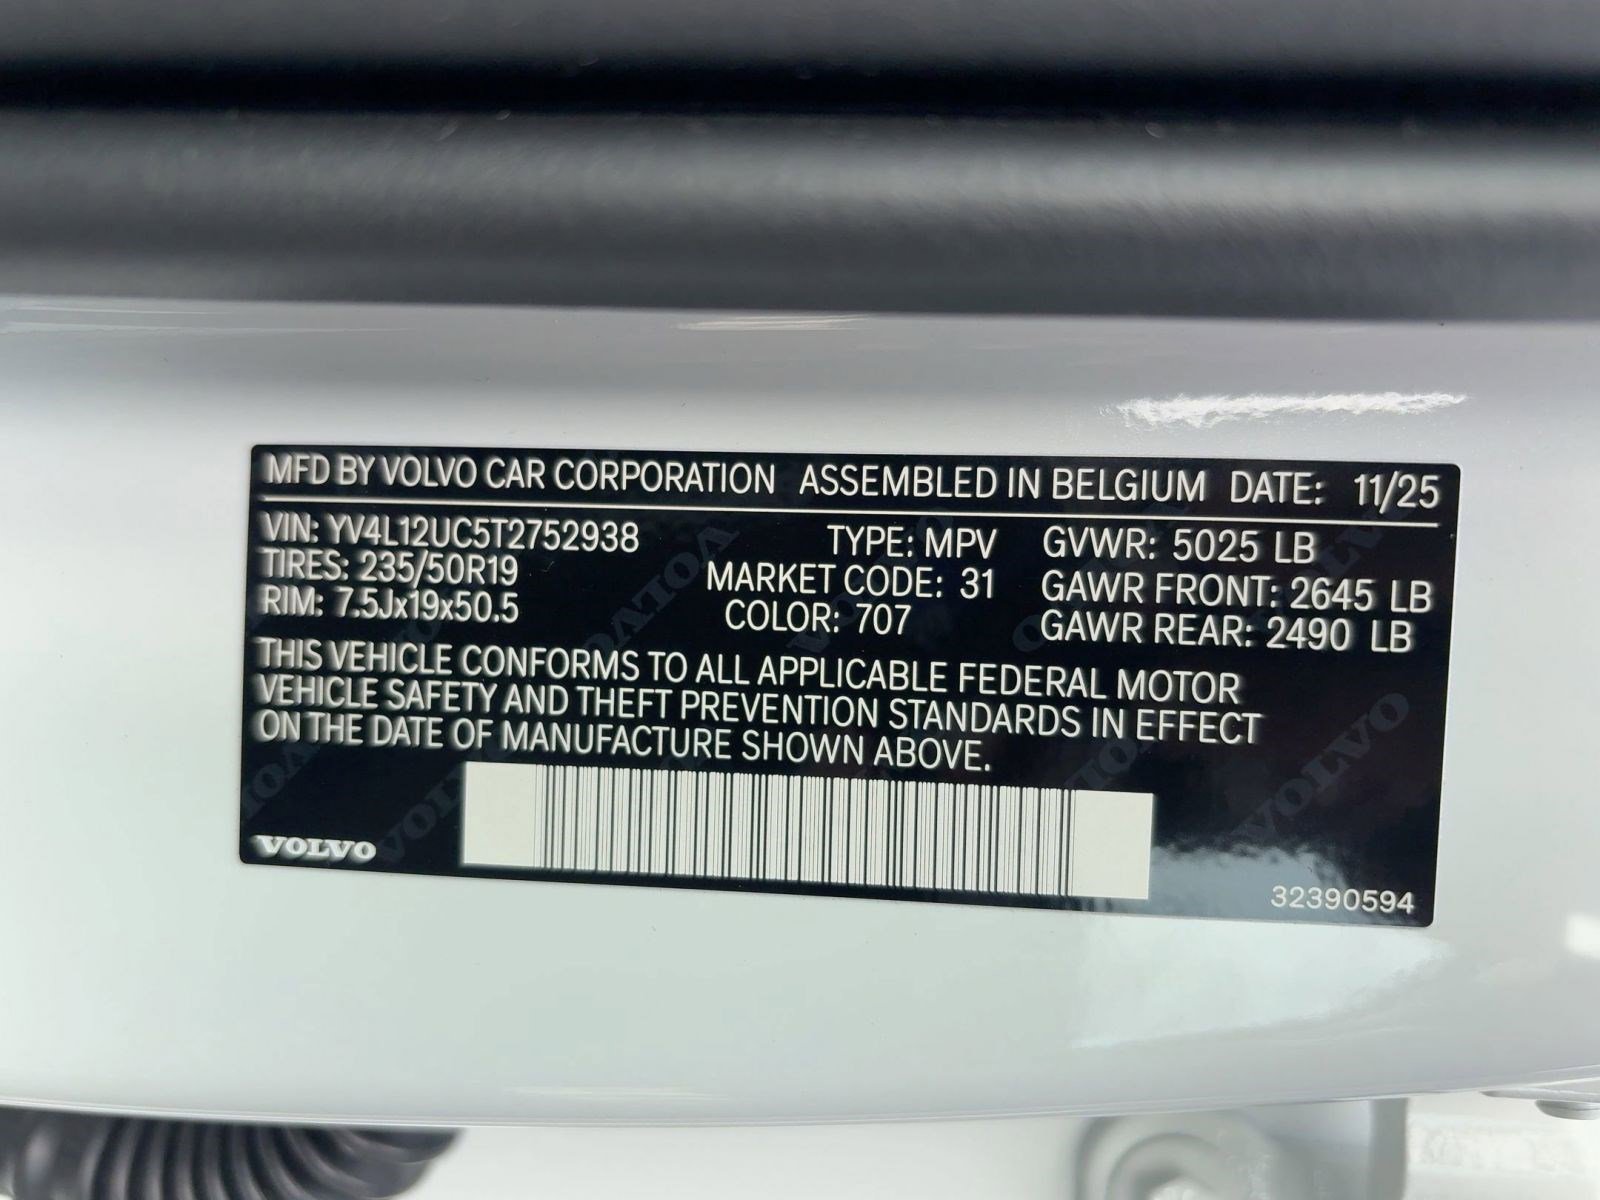 MFD BY VOLVO CAR CORPORATION ASSEMBLED IN BELGIUM DATE: 11/25
VIN: YV4L12UC5T2752938 TYPE: MPV GVWR: 5025 LB
TIRES: 235/50R19 MARKET CODE: 31 GAWR FRONT: 2645 LB
RIM: 7.5Jx19x50.5 COLOR: 707 GAWR REAR: 2490 LB
THIS VEHICLE CONFORMS TO ALL APPLICABLE FEDERAL MOTOR
VEHICLE SAFETY AND THEFT PREVENTION STANDARDS IN EFFECT
ON THE DATE OF MANUFACTURE SHOWN ABOVE.
VOLVO
32390594